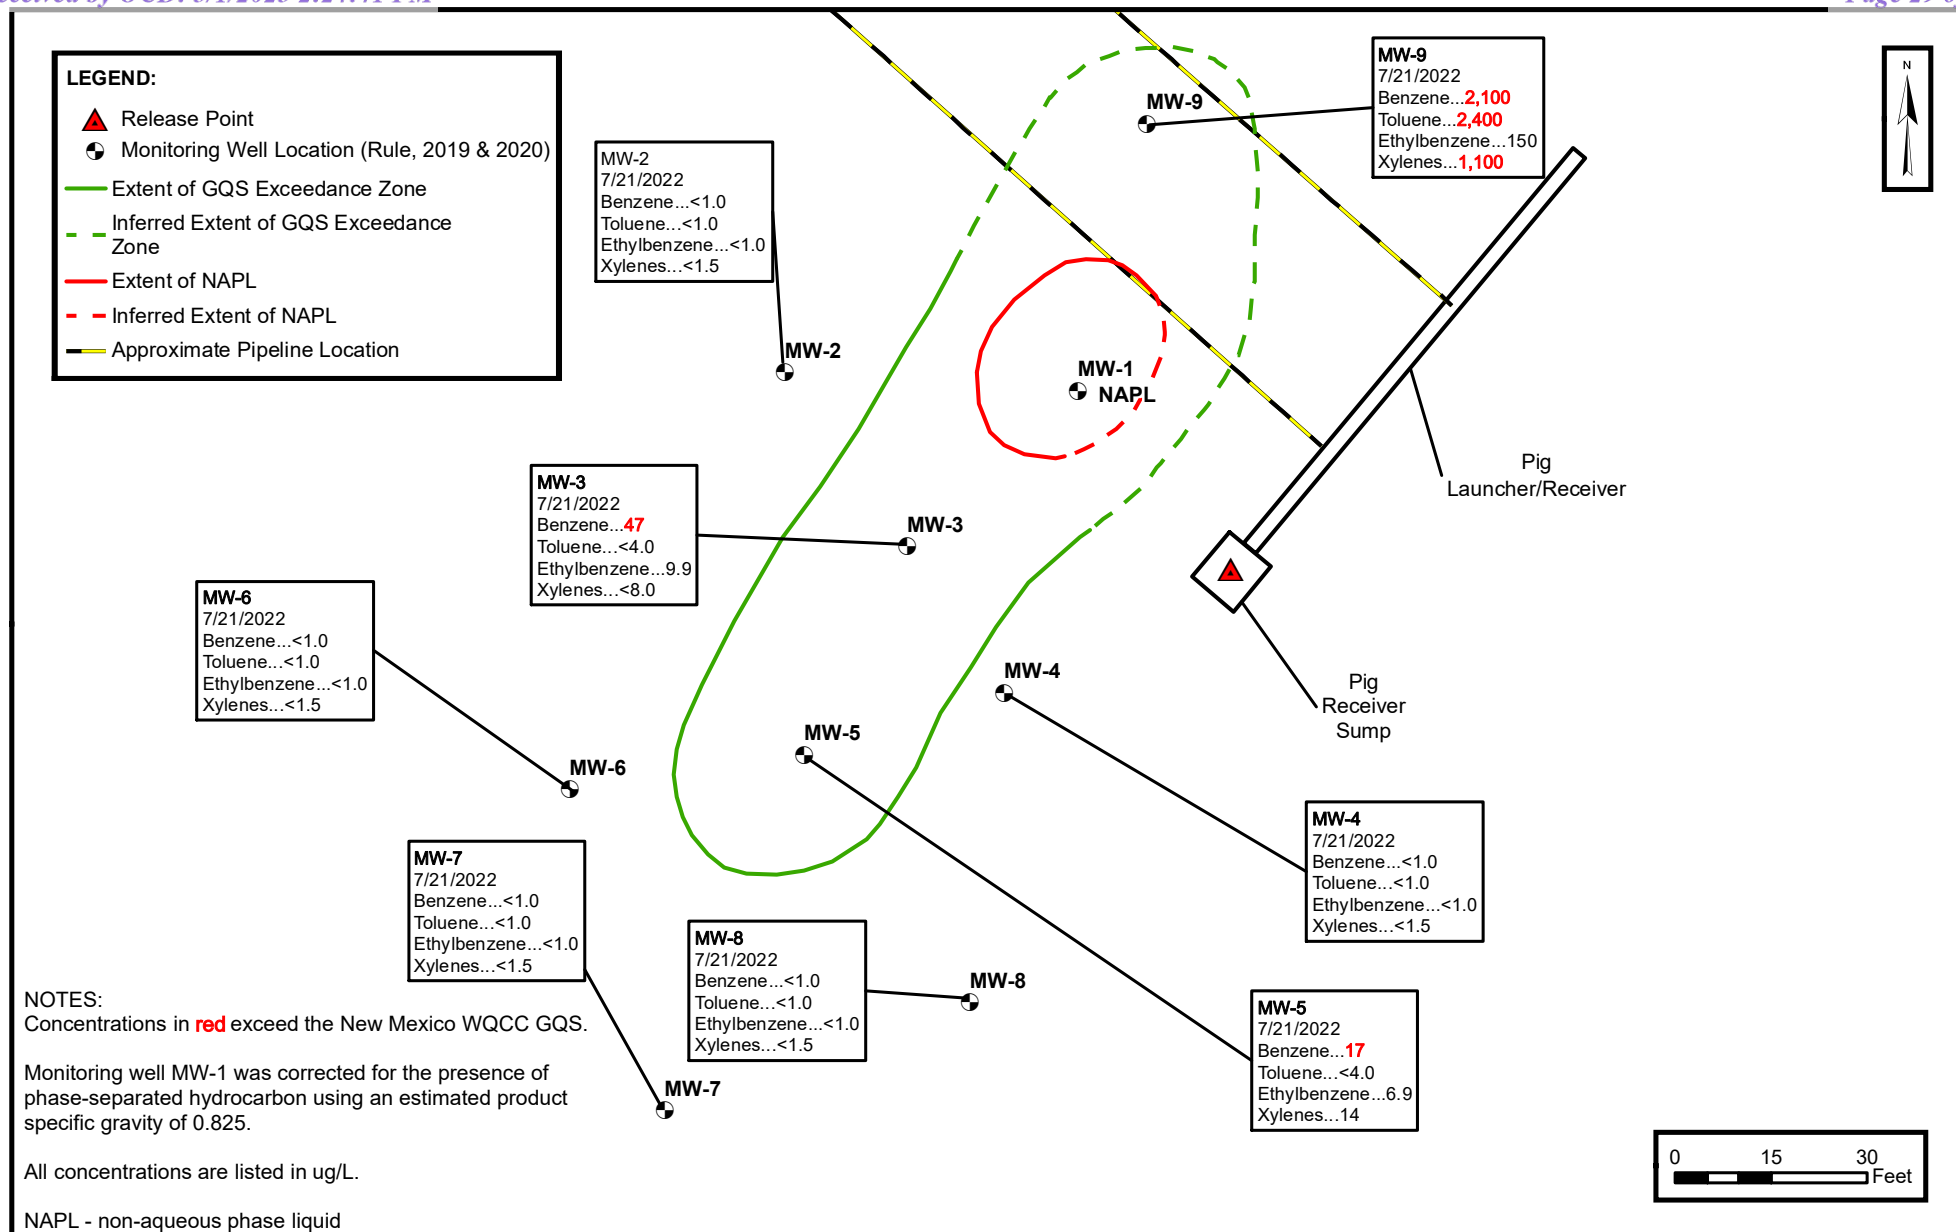 Received by OCD: 8/1/2023 2:24:41 PM
Page 29 o
LEGEND:
Release Point
Monitoring Well Location (Rule, 2019 & 2020)
Extent of GQS Exceedance Zone
Inferred Extent of GQS Exceedance
Zone
Extent of NAPL
Inferred Extent of NAPL
Approximate Pipeline Location
MW-9
7/21/2022
Benzene...2,100
Toluene...2,400
Ethylbenzene...150
Xylenes...1,100
N
MW-9
MW-2
7/21/2022
Benzene...<1.0
Toluene...<1.0
Ethylbenzene...<1.0
Xylenes...<1.5
MW-2
MW-1
NAPL
MW-3
7/21/2022
Benzene...47
Toluene...<4.0
Ethylbenzene...9.9
Xylenes...<8.0
MW-3
Pig
Launcher/Receiver
MW-6
7/21/2022
Benzene...<1.0
Toluene...<1.0
Ethylbenzene...<1.0
Xylenes...<1.5
MW-6
MW-4
MW-5
Pig
Receiver
Sump
MW-4
7/21/2022
Benzene...<1.0
Toluene...<1.0
Ethylbenzene...<1.0
Xylenes...<1.5
MW-7
7/21/2022
Benzene...<1.0
Toluene...<1.0
Ethylbenzene...<1.0
Xylenes...<1.5
MW-7
MW-8
7/21/2022
Benzene...<1.0
Toluene...<1.0
Ethylbenzene...<1.0
Xylenes...<1.5
MW-8
MW-5
7/21/2022
Benzene...17
Toluene...<4.0
Ethylbenzene...6.9
Xylenes...14
NOTES:
Concentrations in red exceed the New Mexico WQCC GQS.
Monitoring well MW-1 was corrected for the presence of
phase-separated hydrocarbon using an estimated product
specific gravity of 0.825.
All concentrations are listed in ug/L.
NAPL - non-aqueous phase liquid
0 15 30
Feet